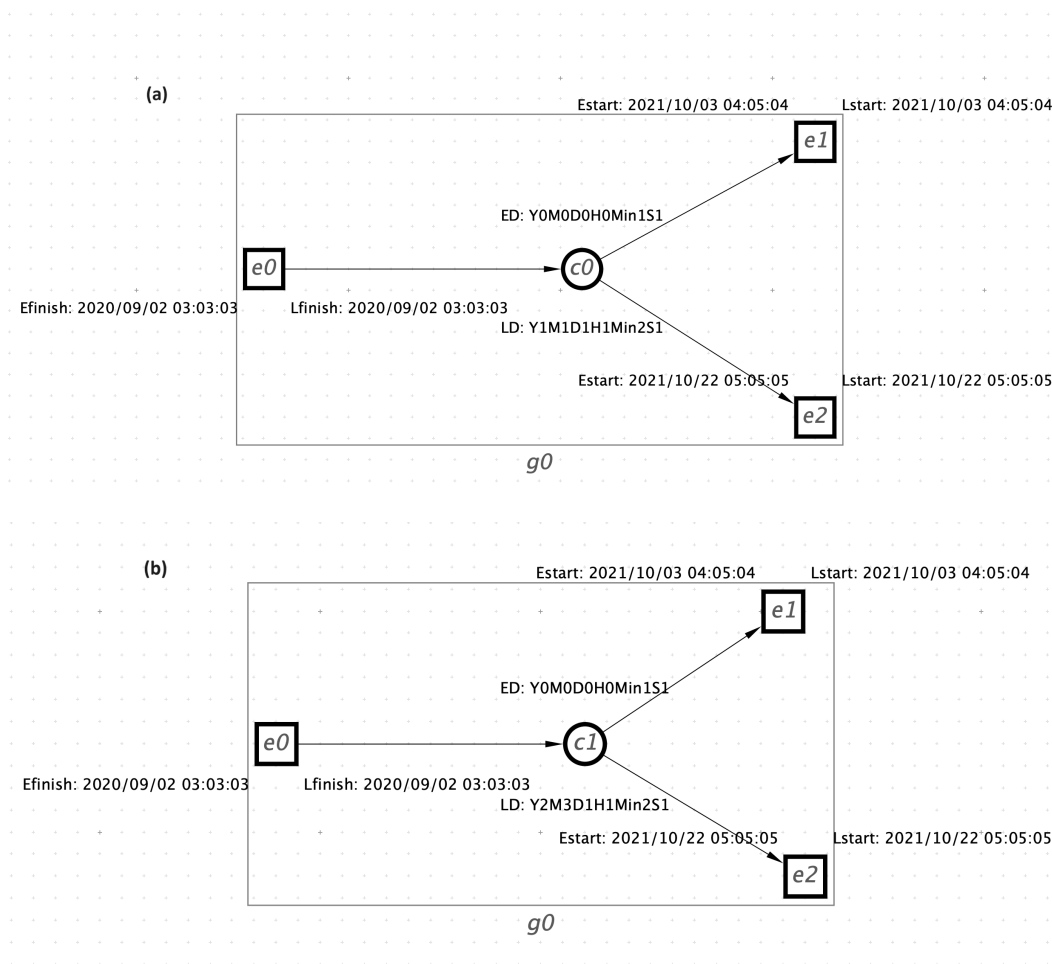 (a)
Estart: 2021/10/03 04:05:04 Lstart: 2021/10/03 04:05:04
e1
ED: Y0M0D0H0Min1S1
e0 c0
Efinish: 2020/09/02 03:03:03 Lfinish: 2020/09/02 03:03:03
LD: Y1M1D1H1Min2S1
Estart: 2021/10/22 05:05:05 Lstart: 2021/10/22 05:05:05
e2
g0
(b)
Estart: 2021/10/03 04:05:04 Lstart: 2021/10/03 04:05:04
e1
ED: Y0M0D0H0Min1S1
e0 c1
Efinish: 2020/09/02 03:03:03 Lfinish: 2020/09/02 03:03:03
LD: Y2M3D1H1Min2S1
Estart: 2021/10/22 05:05:05 Lstart: 2021/10/22 05:05:05
e2
g0